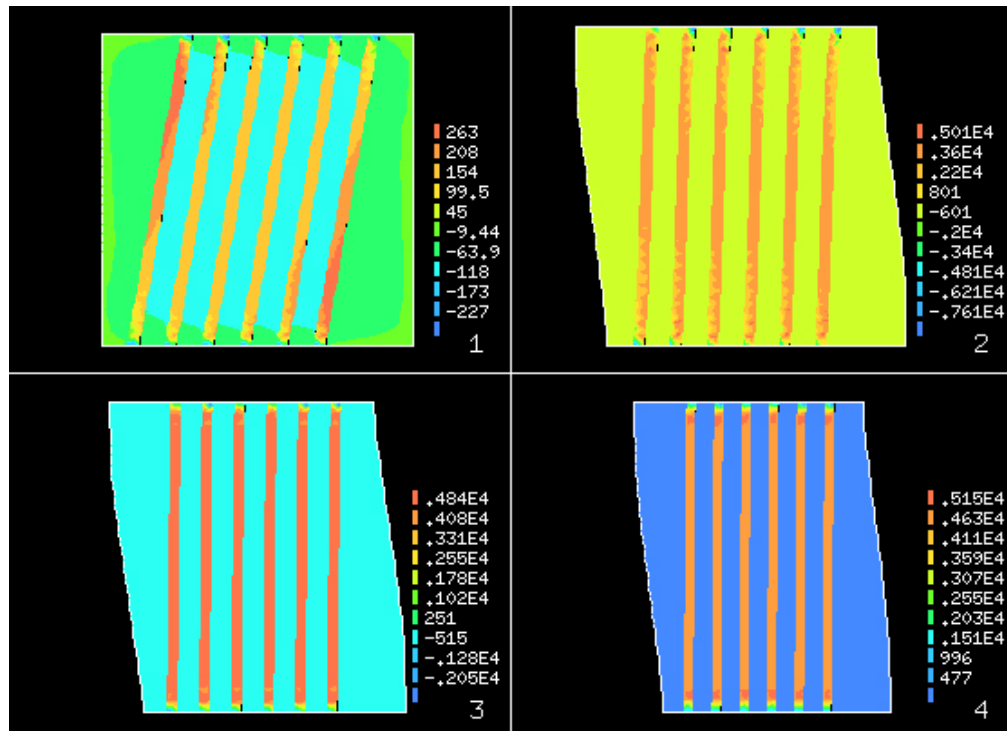 263
208
154
99.5
45
-9.44
-63.9
-118
-173
-227
1
.501E4
.36E4
.22E4
801
-601
-.2E4
-.34E4
-.481E4
-.621E4
-.761E4
2
.484E4
.408E4
.331E4
.255E4
.178E4
.102E4
251
-515
-.128E4
-.205E4
3
.515E4
.463E4
.411E4
.359E4
.307E4
.255E4
.203E4
.151E4
996
477
4